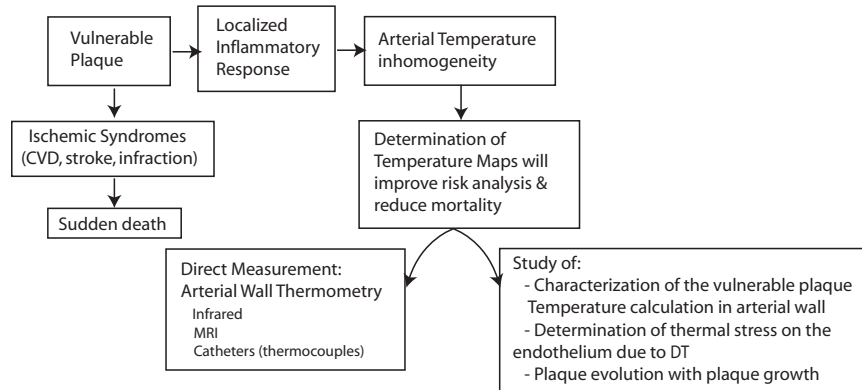 Vulnerable
Plaque
Localized
Inflammatory
Response
Arterial Temperature
inhomogeneity
Ischemic Syndromes
(CVD, stroke, infraction)
Sudden death
Determination of
Temperature Maps will
improve risk analysis &
reduce mortality
Direct Measurement:
Arterial Wall Thermometry
Infrared
MRI
Catheters (thermocouples)
Study of:
- Characterization of the vulnerable plaque
Temperature calculation in arterial wall
- Determination of thermal stress on the
endothelium due to DT
- Plaque evolution with plaque growth